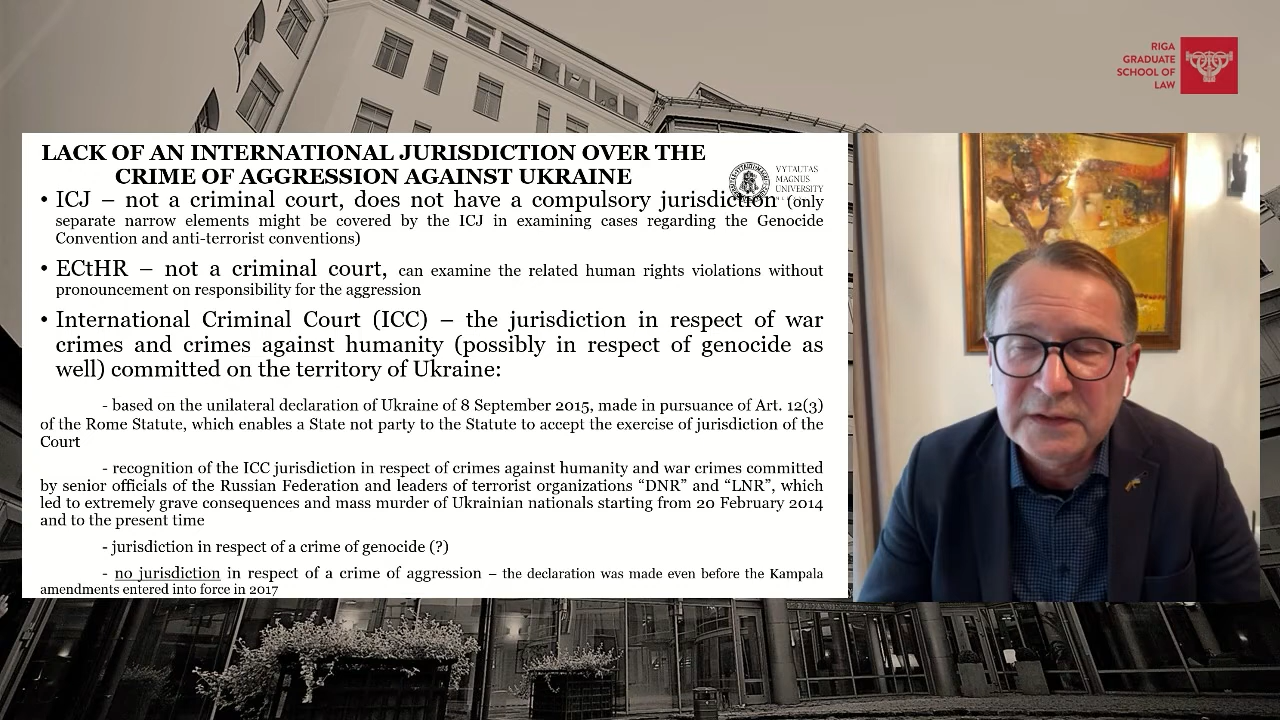 RIGA
GRADUATE
SCHOOL OF
LAW
LACK OF AN INTERNATIONAL JURISDICTION OVER THE
CRIME OF AGGRESSION AGAINST UKRAINE
VYTAUTAS
MAGNUS
UNIVERSITY
• ICJ – not a criminal court, does not have a compulsory jurisdiction (only
separate narrow elements might be covered by the ICJ in examining cases regarding the Genocide
Convention and anti-terrorist conventions)
• ECtHR – not a criminal court, can examine the related human rights violations without
pronouncement on responsibility for the aggression
• International Criminal Court (ICC) – the jurisdiction in respect of war
crimes and crimes against humanity (possibly in respect of genocide as
well) committed on the territory of Ukraine:
- based on the unilateral declaration of Ukraine of 8 September 2015, made in pursuance of Art. 12(3)
of the Rome Statute, which enables a State not party to the Statute to accept the exercise of jurisdiction of the
Court
- recognition of the ICC jurisdiction in respect of crimes against humanity and war crimes committed
by senior officials of the Russian Federation and leaders of terrorist organizations “DNR” and “LNR”, which
led to extremely grave consequences and mass murder of Ukrainian nationals starting from 20 February 2014
and to the present time
- jurisdiction in respect of a crime of genocide (?)
- no jurisdiction in respect of a crime of aggression – the declaration was made even before the Kampala
amendments entered into force in 2017